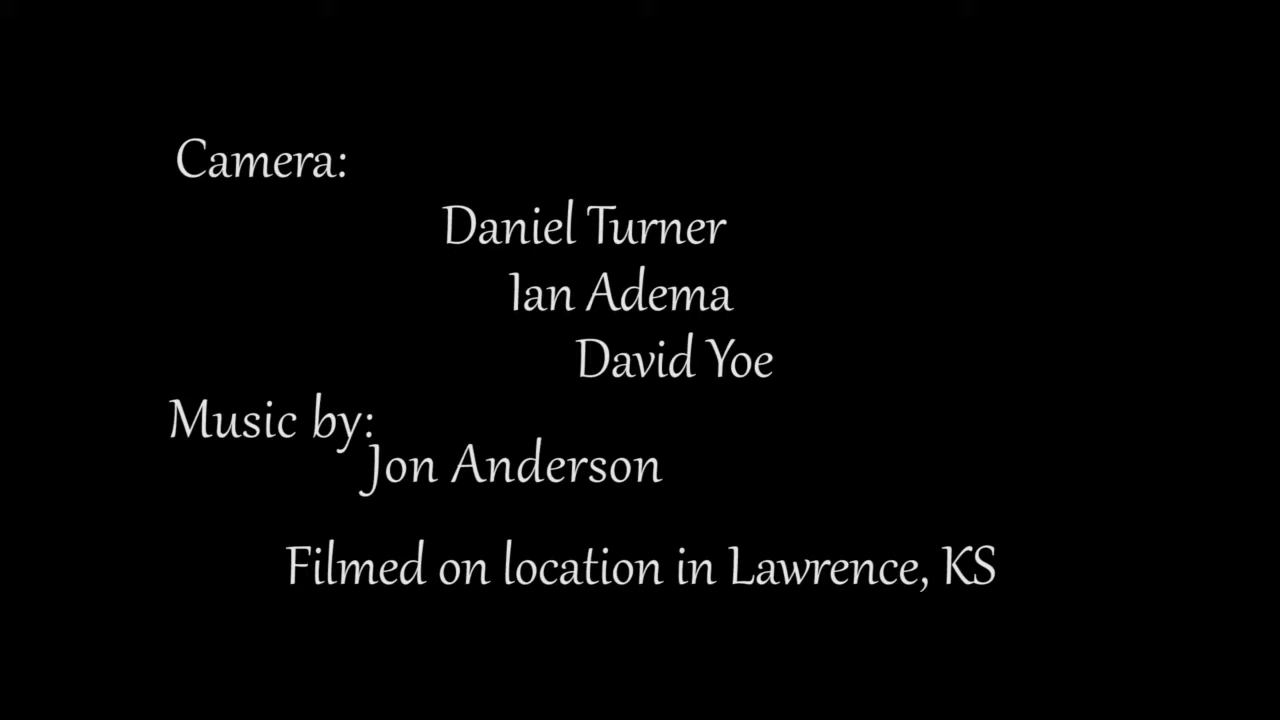 Camera:
Daniel Turner
Ian Adema
David Yoe
Music by:
Jon Anderson
Filmed on location in Lawrence, KS